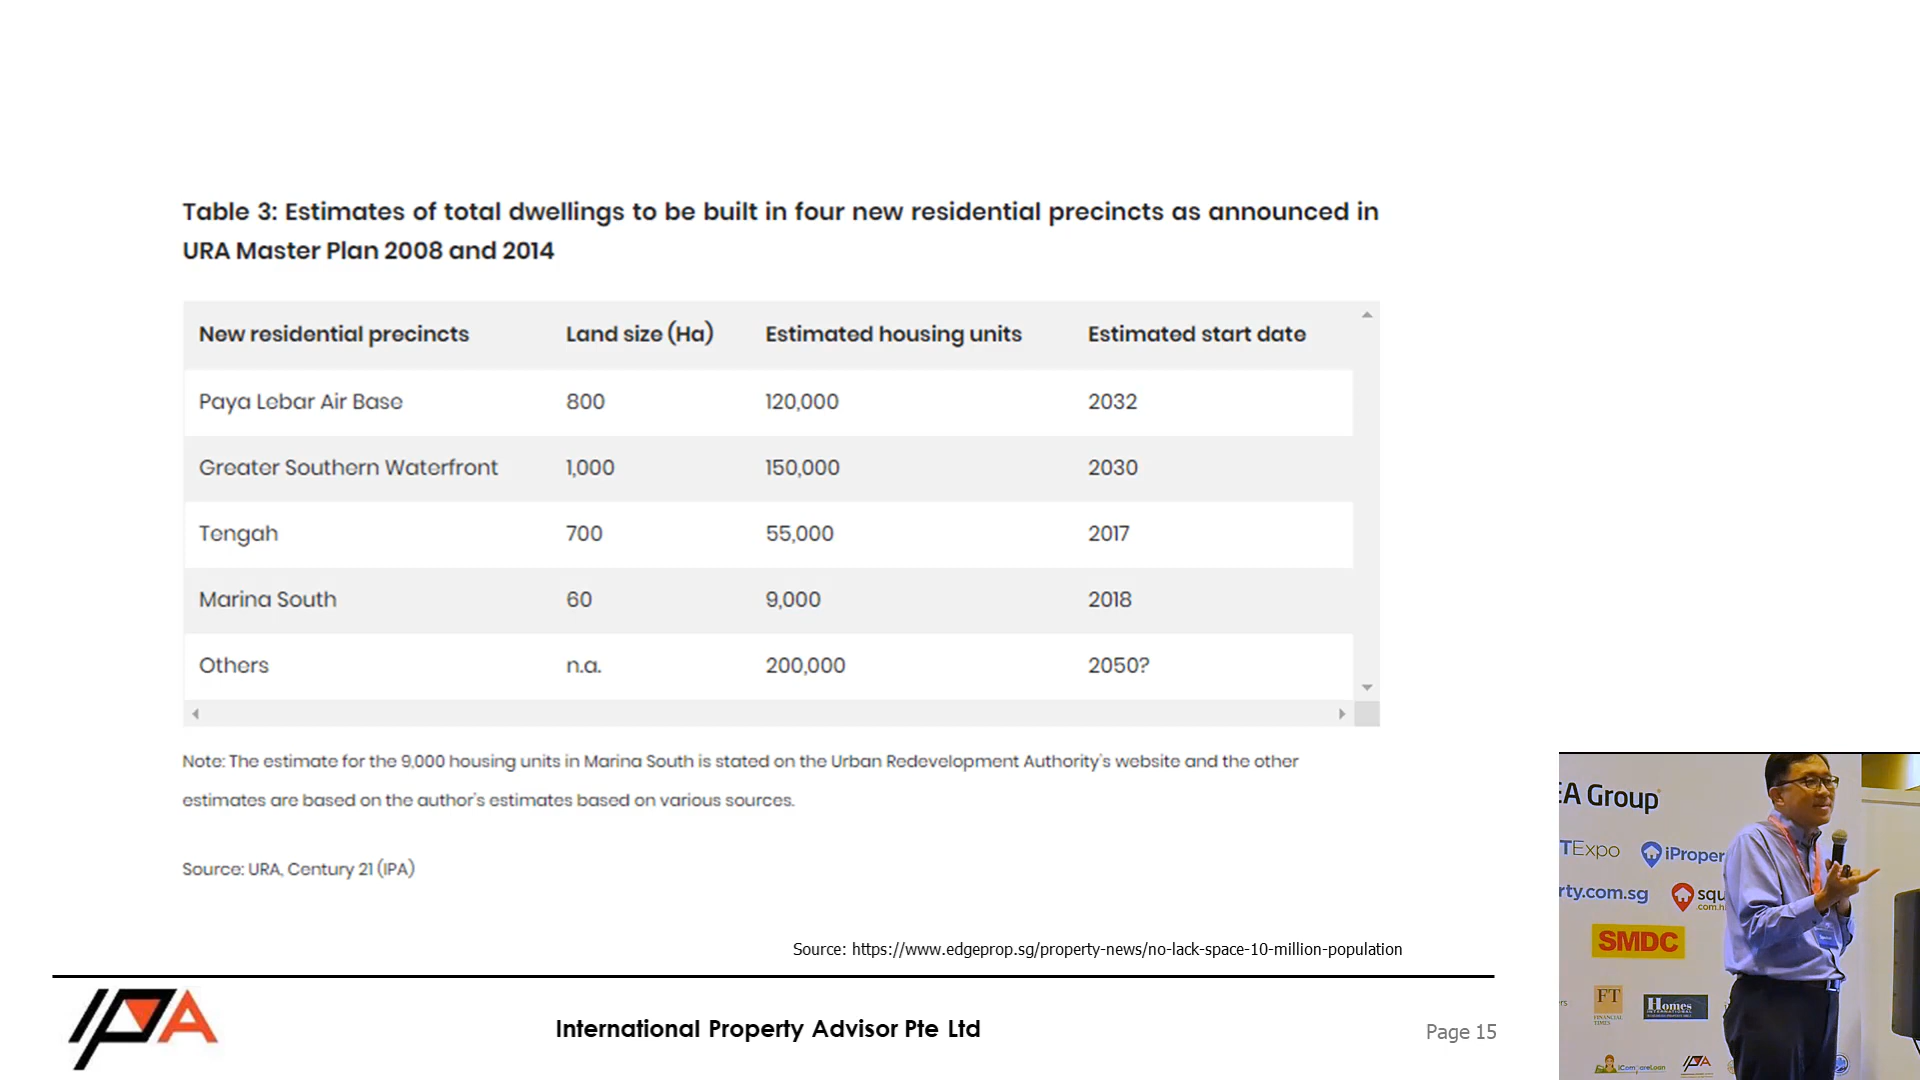 Table 3: Estimates of total dwellings to be built in four new residential precincts as announced in
URA Master Plan 2008 and 2014
New residential precincts Land size (Ha) Estimated housing units Estimated start date
Paya Lebar Air Base 800 120,000 2032
Greater Southern Waterfront 1,000 150,000 2030
Tengah 700 55,000 2017
Marina South 60 9,000 2018
Others n.a. 200,000 2050?
Note: The estimate for the 9,000 housing units in Marina South is stated on the Urban Redevelopment Authority's website and the other
estimates are based on the author's estimates based on various sources.
Source: URA, Century 21 (IPA)
Source: https://www.edgeprop.sg/property-news/no-lack-space-10-million-population
IPA
International Property Advisor Pte Ltd
Page 15
EA Group
TExpo
iProper
rty.com.sg
squ
.com.h
SMDC
FT
FINANCIAL
TIMES
Homes
iCompareLoan
IPA